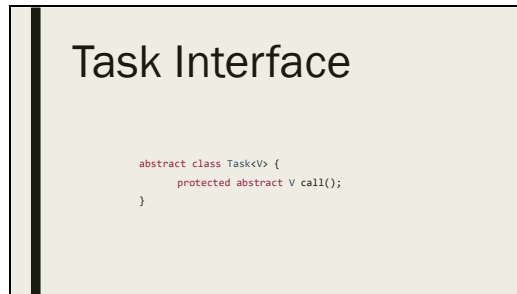 Task Interface
abstract class Task<V> {
protected abstract V call();
}